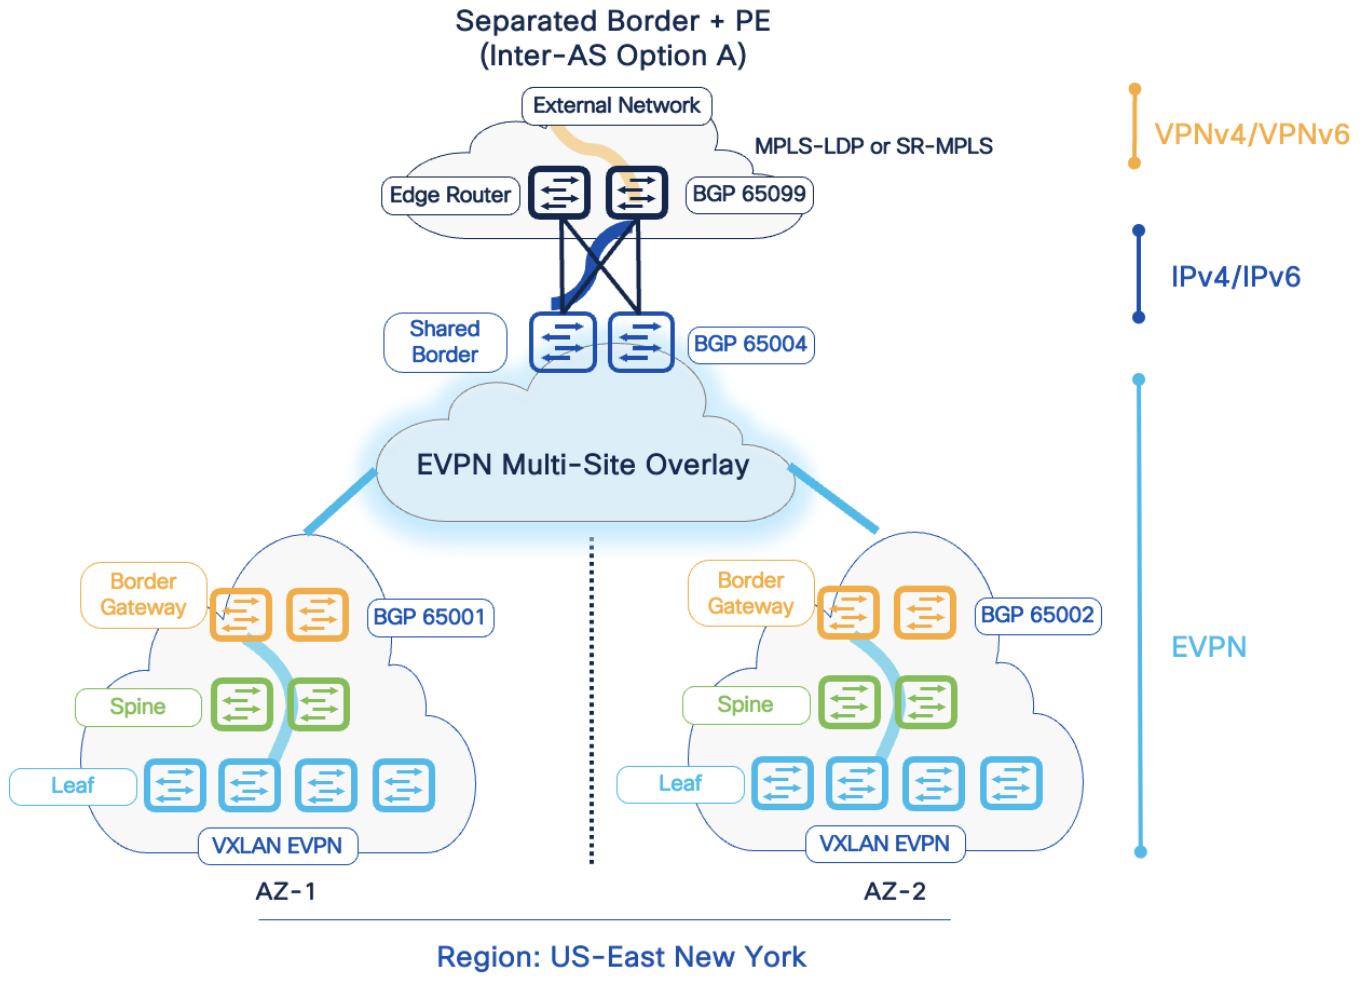 Separated Border + PE
(Inter-AS Option A)
External Network
VPNv4/VPNv6
MPLS-LDP or SR-MPLS
Edge Router
BGP 65099
IPv4/IPv6
Shared
Border
BGP 65004
EVPN Multi-Site Overlay
Border
Gateway
BGP 65001
Border
Gateway
BGP 65002
EVPN
Spine
Spine
Leaf
Leaf
VXLAN EVPN
VXLAN EVPN
AZ-1
AZ-2
Region: US-East New York